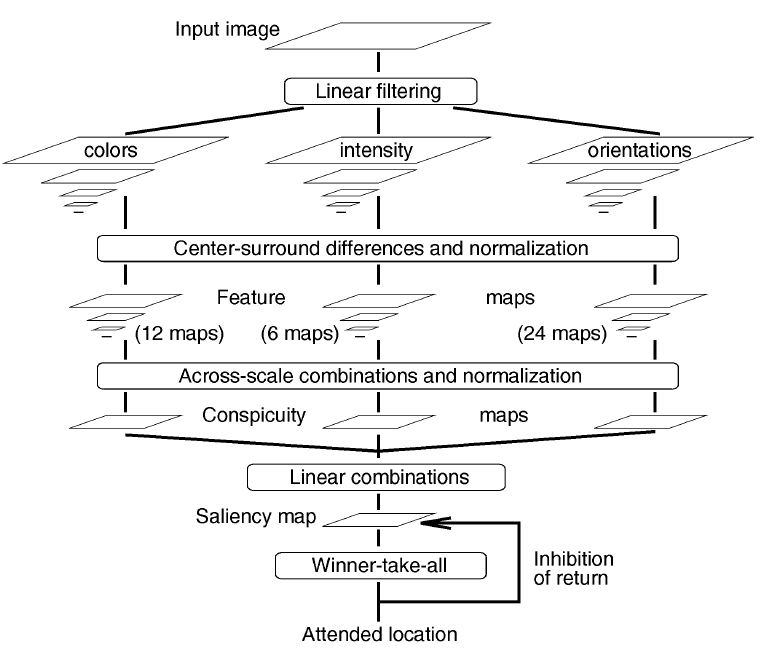 Input image
Linear filtering
colors intensity orientations
Center-surround differences and normalization
Feature maps
(12 maps) (6 maps) (24 maps)
Across-scale combinations and normalization
Conspicuity maps
Linear combinations
Saliency map
Winner-take-all
Inhibition
of return
Attended location